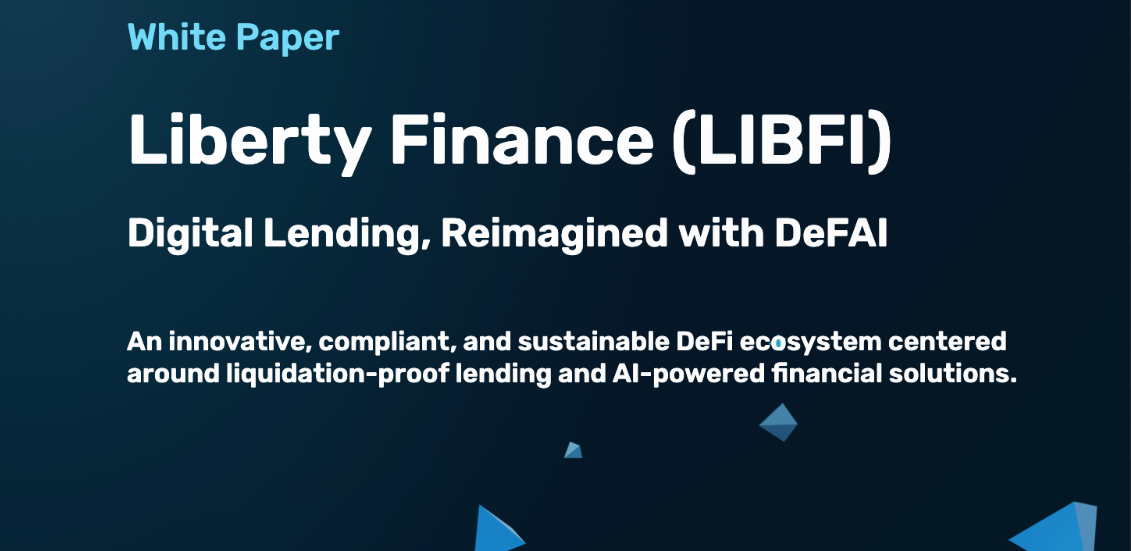 White Paper
Liberty Finance (LIBFI)
Digital Lending, Reimagined with DeFAI
An innovative, compliant, and sustainable DeFi ecosystem centered
around liquidation-proof lending and AI-powered financial solutions.